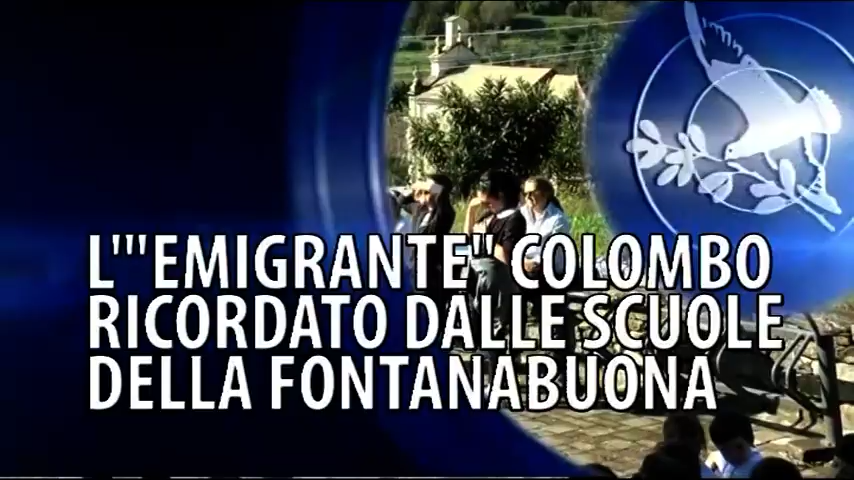 L'"EMIGRANTE" COLOMBO
RICORDATO DALLE SCUOLE
DELLA FONTANABUONA